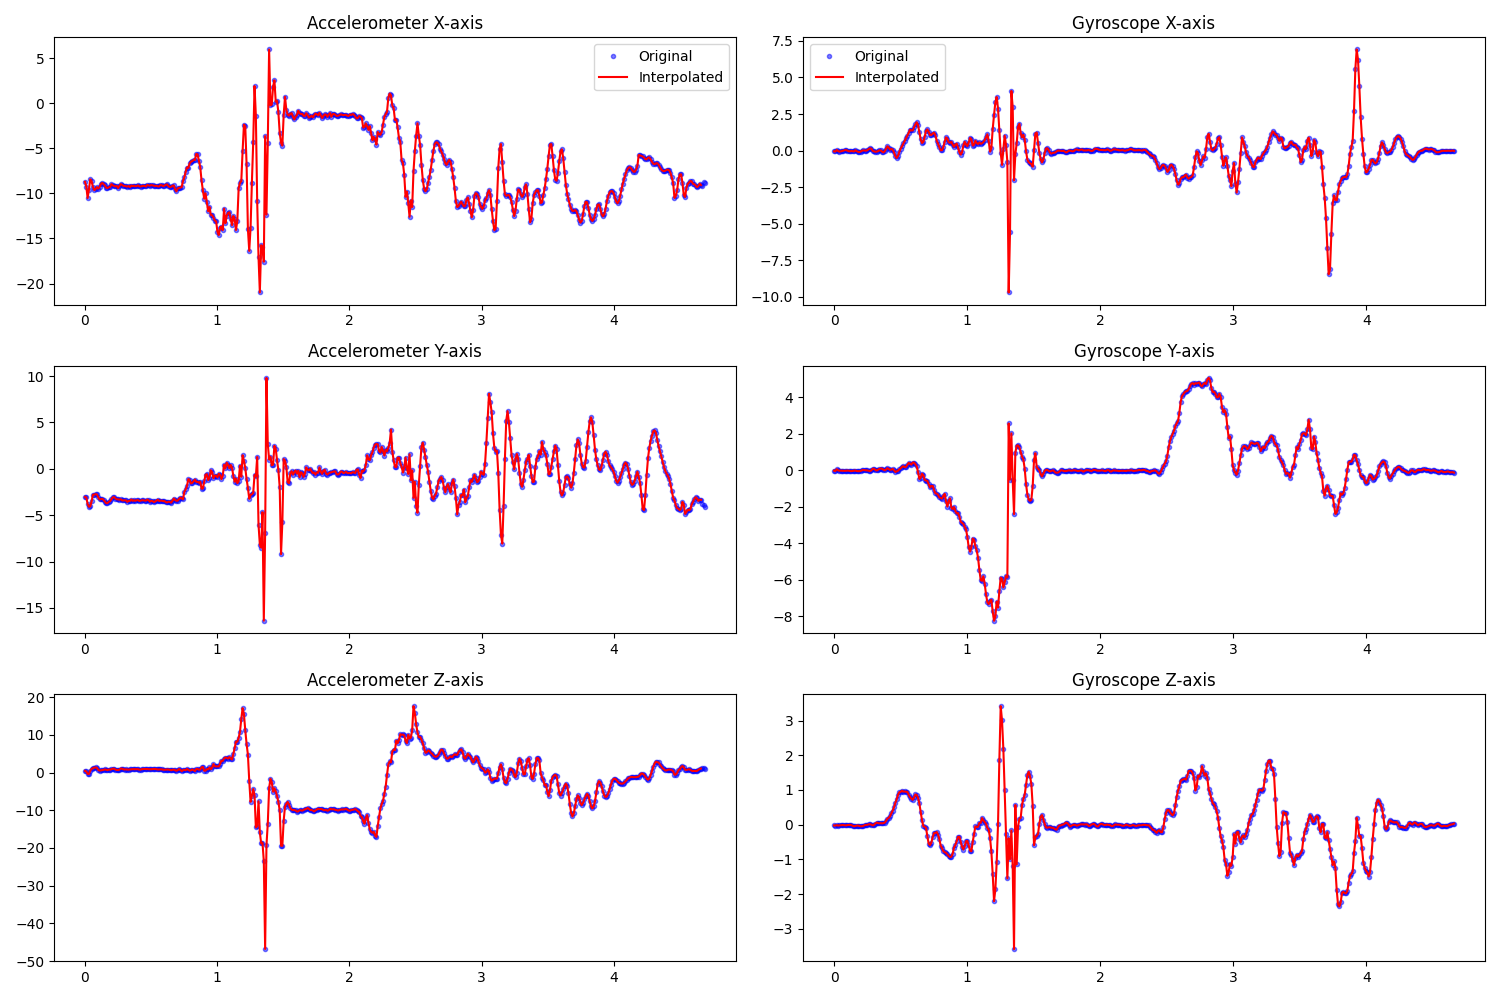 Accelerometer X-axis
5
0
−5
−10
−15
−20
0 1 2 3 4
Original
Interpolated
Gyroscope X-axis
7.5
5.0
2.5
0.0
−2.5
−5.0
−7.5
−10.0
0 1 2 3 4
Original
Interpolated
Accelerometer Y-axis
10
5
0
−5
−10
−15
0 1 2 3 4
Gyroscope Y-axis
4
2
0
−2
−4
−6
−8
0 1 2 3 4
Accelerometer Z-axis
20
10
0
−10
−20
−30
−40
−50
0 1 2 3 4
Gyroscope Z-axis
3
2
1
0
−1
−2
−3
0 1 2 3 4